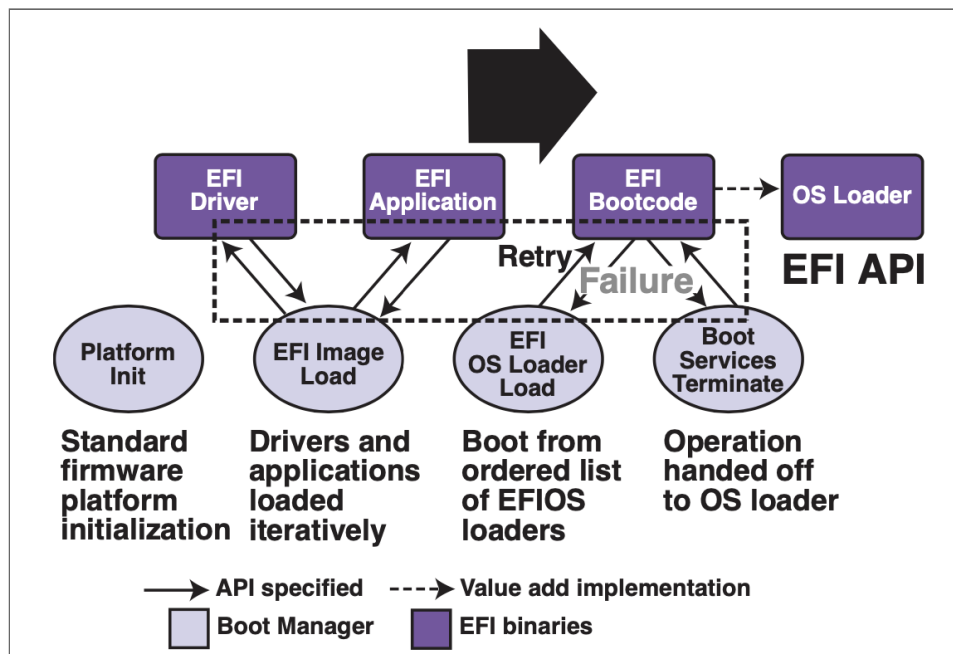 EFI
Driver
EFI
Application
EFI
Bootcode
OS Loader
Retry
Failure
EFI API
Platform
Init
EFI Image
Load
EFI
OS Loader
Load
Boot
Services
Terminate
Standard
firmware
platform
initialization
Drivers and
applications
loaded
iteratively
Boot from
ordered list
of EFIOS
loaders
Operation
handed off
to OS loader
API specified
Value add implementation
Boot Manager
EFI binaries